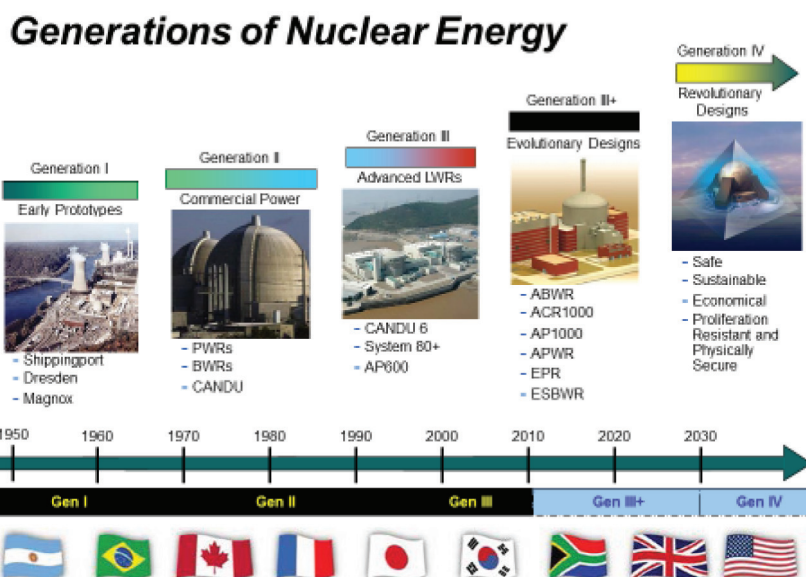 Generations of Nuclear Energy
Generation I
Early Prototypes
- Shippingport
- Dresden
- Magnox
Generation II
Commercial Power
- PWRs
- BWRs
- CANDU
Generation III
Advanced LWRs
- CANDU 6
- System 80+
- AP600
Generation III+
Evolutionary Designs
- ABWR
- ACR1000
- AP1000
- APWR
- EPR
- ESBWR
Generation IV
Revolutionary
Designs
- Safe
- Sustainable
- Economical
- Proliferation
Resistant and
Physically
Secure
1950 1960 1970 1980 1990 2000 2010 2020 2030
Gen I Gen II Gen III Gen III+ Gen IV